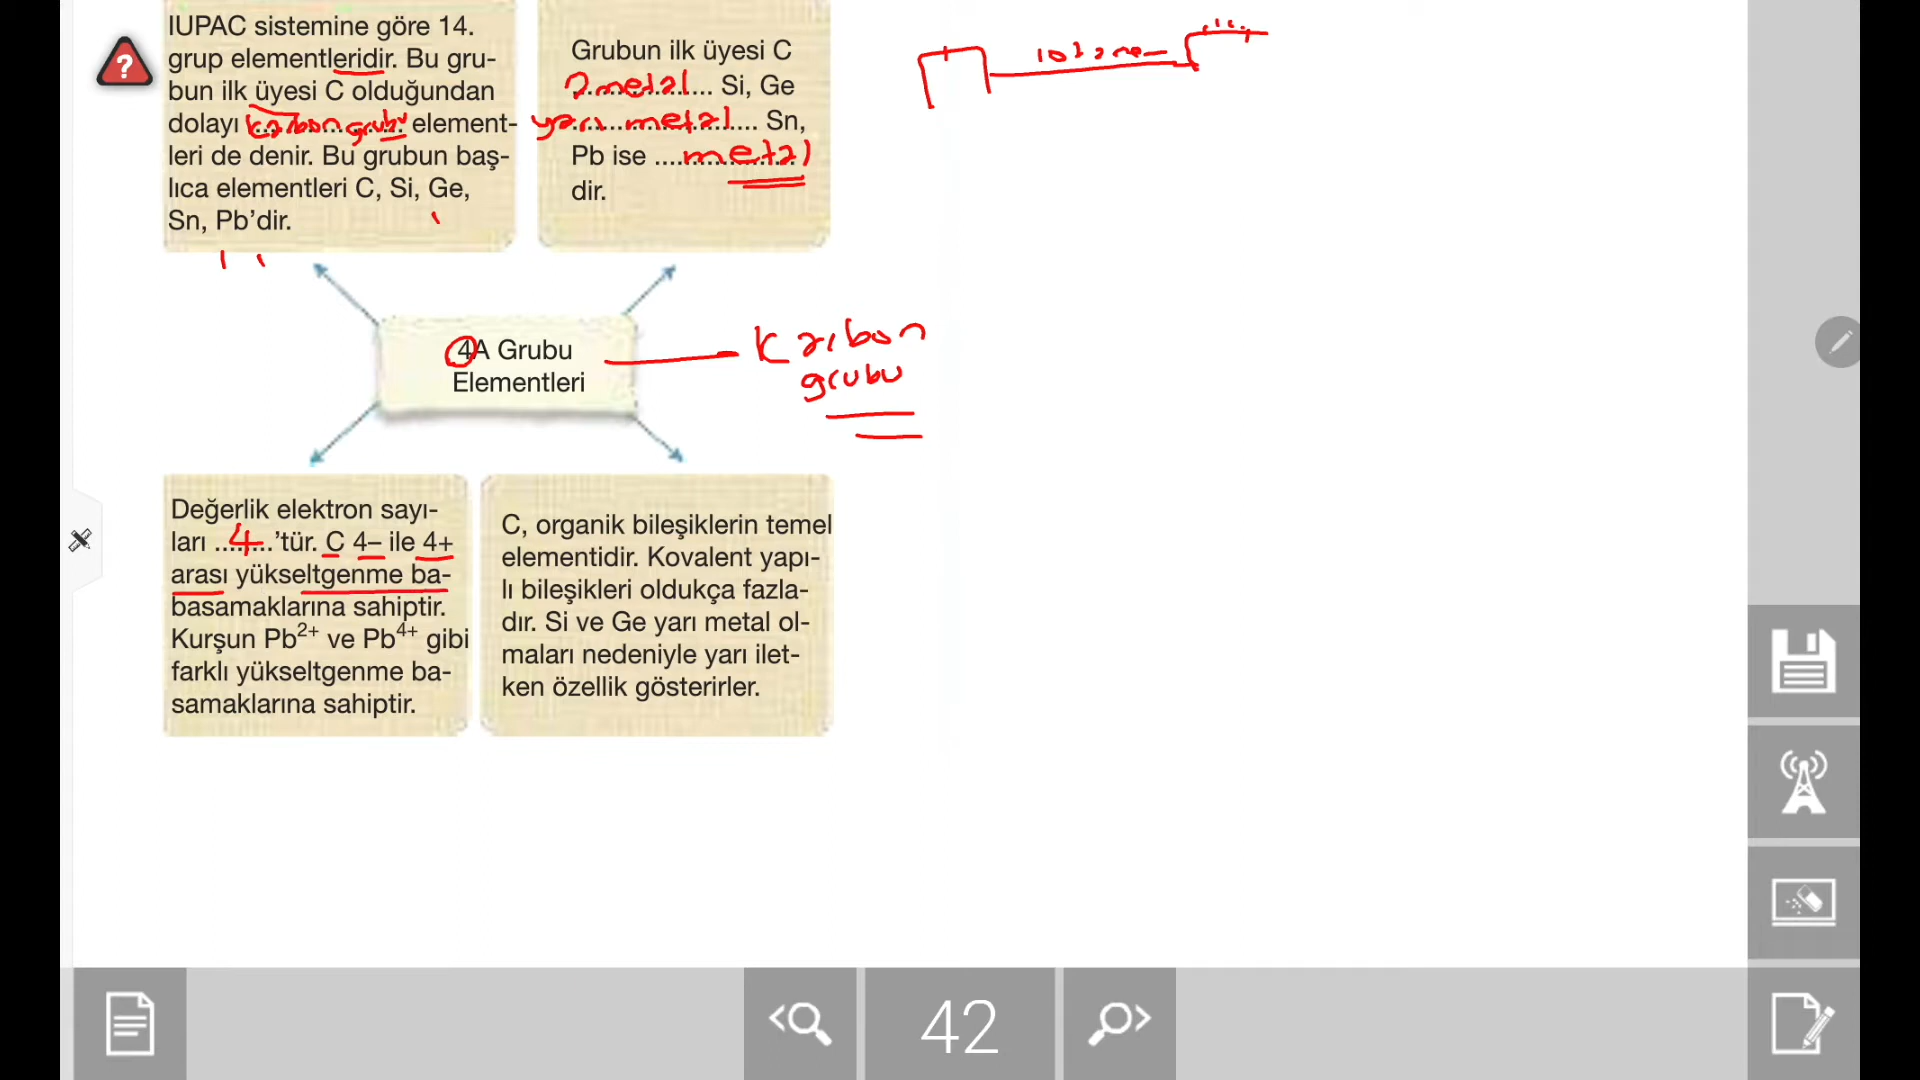 IUPAC sistemine göre 14.
grup elementleridir. Bu gru-
bun ilk üyesi C olduğundan
dolayı karbon grubu element-
leri de denir. Bu grubun baş-
lıca elementleri C, Si, Ge,
Sn, Pb’dir.
Grubun ilk üyesi C
ametal Si, Ge
yarı metal Sn,
Pb ise metal
dir.
10 tane
4A Grubu
Elementleri
Karbon
grubu
Değerlik elektron sayı-
ları 4’tür. C 4– ile 4+
arası yükseltgenme ba-
basamaklarına sahiptir.
Kurşun Pb2+ ve Pb4+ gibi
farklı yükseltgenme ba-
samaklarına sahiptir.
C, organik bileşiklerin temel
elementidir. Kovalent yapı-
lı bileşikleri oldukça fazla-
dır. Si ve Ge yarı metal ol-
maları nedeniyle yarı ilet-
ken özellik gösterirler.
42